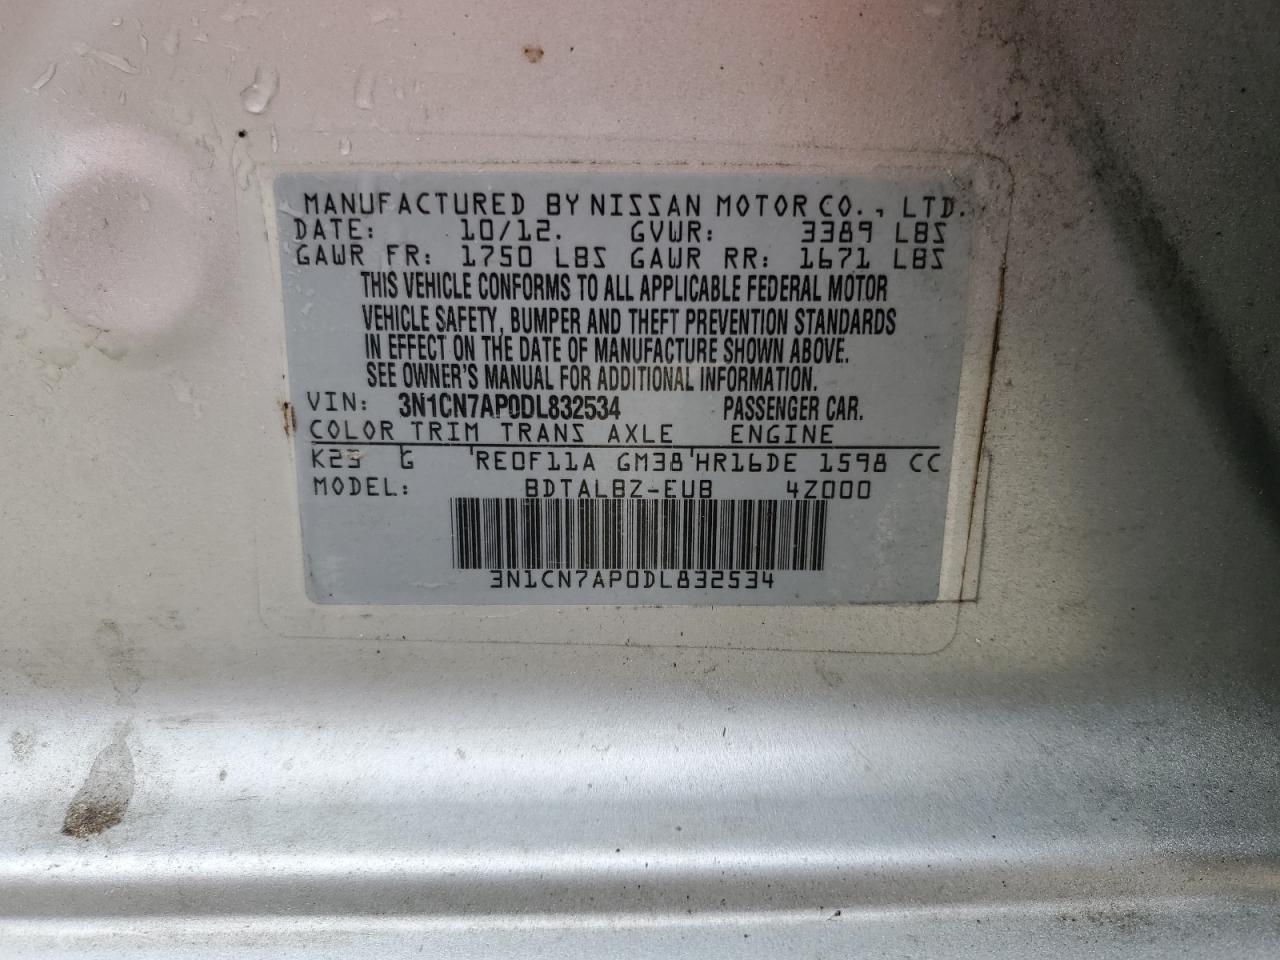 MANUFACTURED BY NISSAN MOTOR CO., LTD.
DATE: 10/12. GVWR: 3389 LBS
GAWR FR: 1750 LBS GAWR RR: 1671 LBS
THIS VEHICLE CONFORMS TO ALL APPLICABLE FEDERAL MOTOR
VEHICLE SAFETY, BUMPER AND THEFT PREVENTION STANDARDS
IN EFFECT ON THE DATE OF MANUFACTURE SHOWN ABOVE.
SEE OWNER'S MANUAL FOR ADDITIONAL INFORMATION.
VIN: 3N1CN7AP0DL832534 PASSENGER CAR.
COLOR TRIM TRANS AXLE ENGINE
K23 G RE0F11A GM38 HR16DE 1598 CC
MODEL: BDTALBZ-EUB 4Z000
3N1CN7AP0DL832534